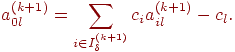 a_{0l}^{(k+1)} = \sum_{i \in I_{\delta}^{(k+1)}} c_i a_{il}^{(k+1)} - c_l.